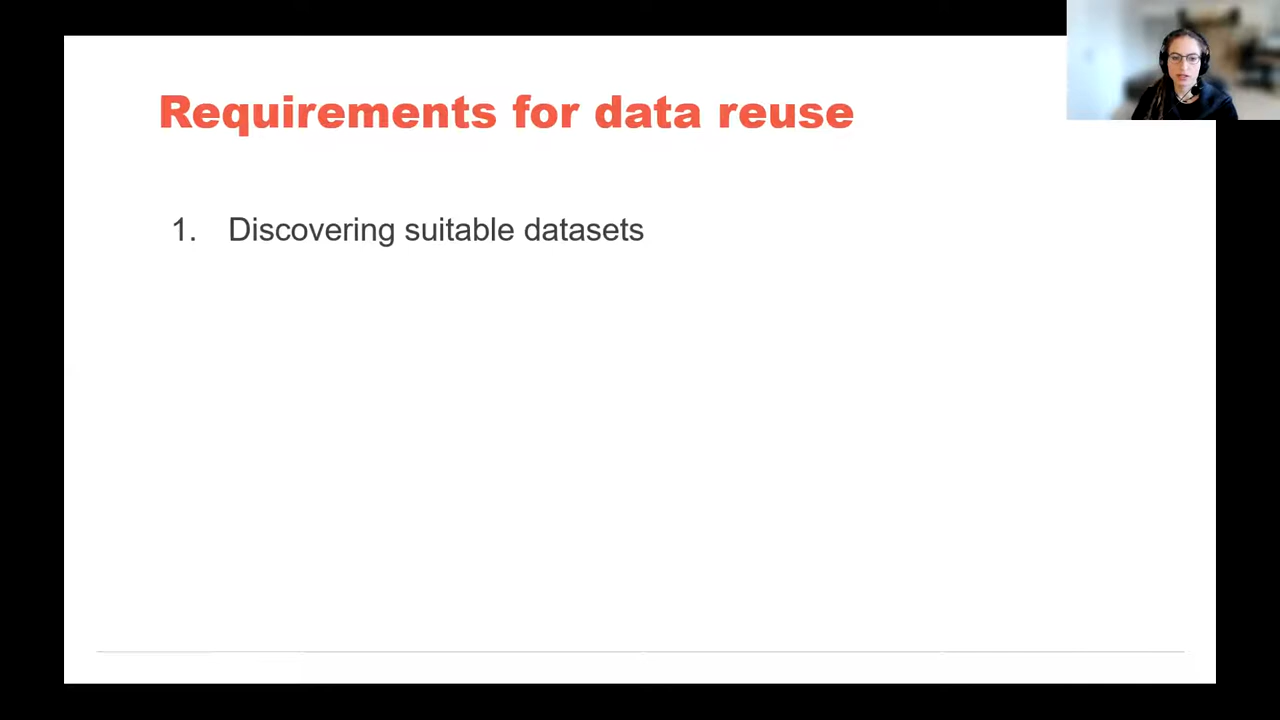 Requirements for data reuse
1. Discovering suitable datasets